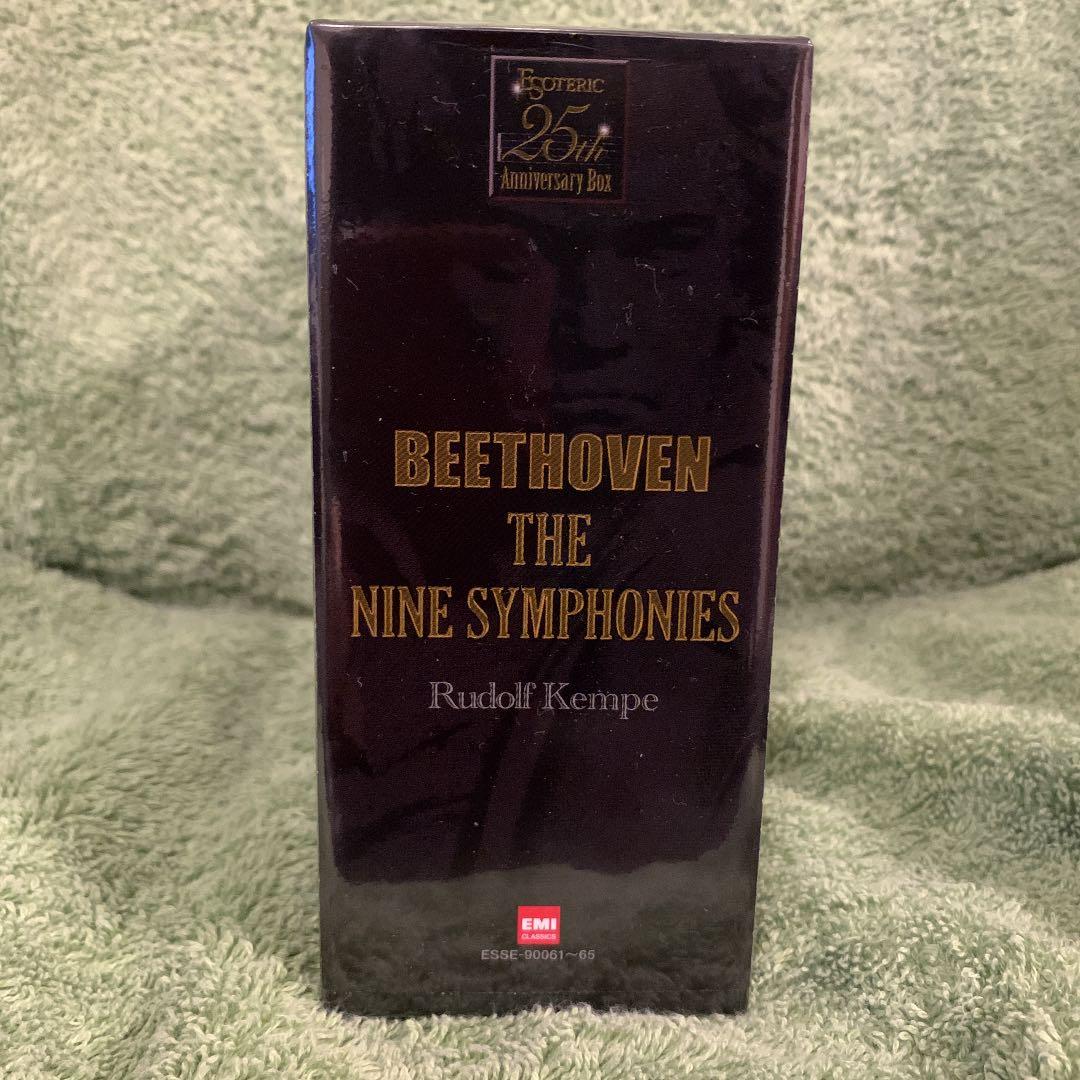 ESOTERIC
25th
Anniversary Box
BEETHOVEN
THE
NINE SYMPHONIES
Rudolf Kempe
EMI
CLASSICS
ESSE-90061～65